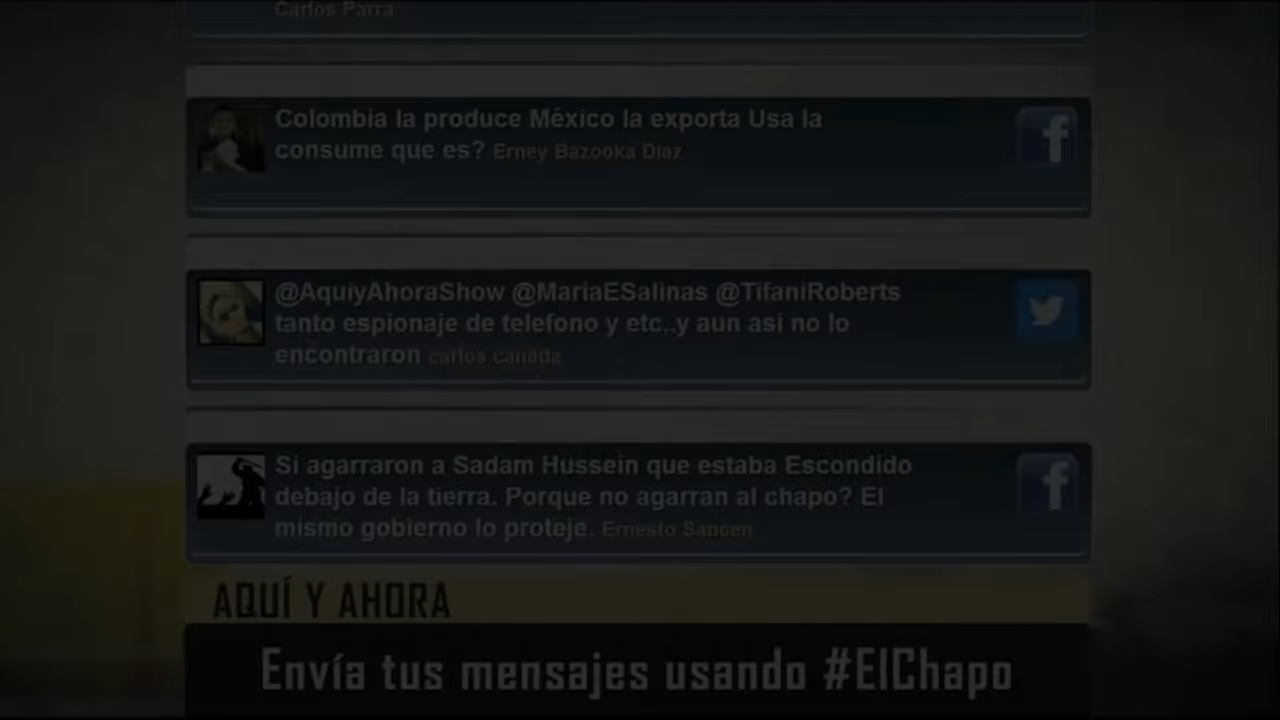 Carlos Parra
Colombia la produce México la exporta Usa la
consume que es? Erney Bazooka Diaz
@AquiyAhoraShow @MariaESalinas @TifaniRoberts
tanto espionaje de telefono y etc..y aun asi no lo
encontraron carlos canada
Si agarraron a Sadam Hussein que estaba Escondido
debajo de la tierra. Porque no agarran al chapo? El
mismo gobierno lo proteje. Ernesto Sancen
AQUÍ Y AHORA
Envía tus mensajes usando #ElChapo